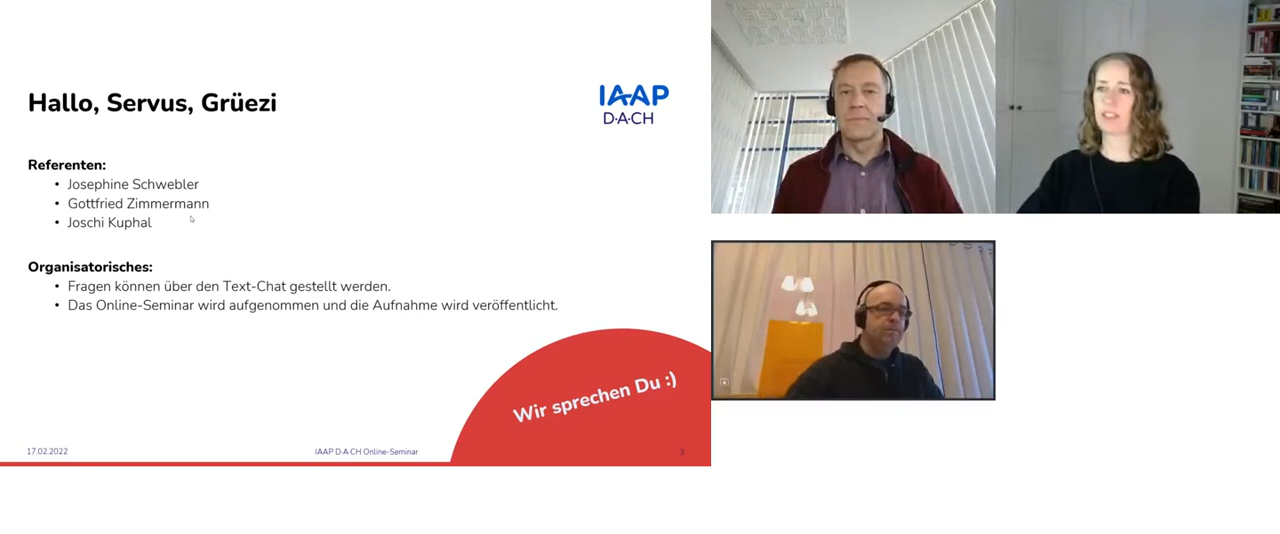 Hallo, Servus, Grüezi
IAAP
D·A·CH
Referenten:
• Josephine Schwebler
• Gottfried Zimmermann
• Joschi Kuphal
Organisatorisches:
• Fragen können über den Text-Chat gestellt werden.
• Das Online-Seminar wird aufgenommen und die Aufnahme wird veröffentlicht.
Wir sprechen Du :)
17.02.2022
IAAP D·A·CH Online-Seminar
3